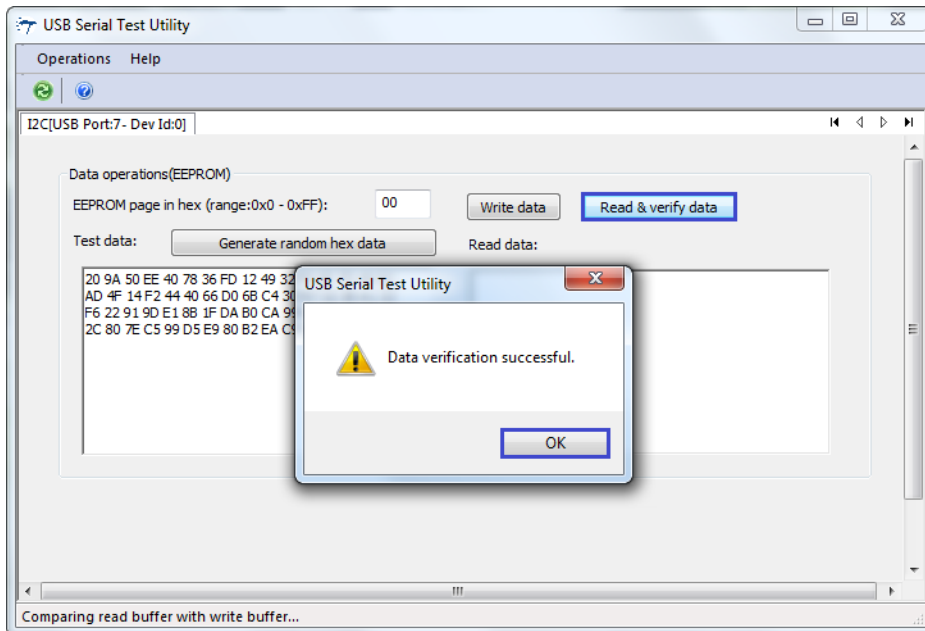 USB Serial Test Utility
Operations Help
I2C[USB Port:7- Dev Id:0]
Data operations(EEPROM)
EEPROM page in hex (range:0x0 - 0xFF): 00 Write data Read & verify data
Test data: Generate random hex data Read data:
20 9A 50 EE 40 78 36 FD 12 49 32
AD 4F 14 F2 44 40 66 D0 6B C4 30
F6 22 91 9D E1 8B 1F DA B0 CA 99
2C 80 7E C5 99 D5 E9 80 B2 EA C9
USB Serial Test Utility
Data verification successful.
OK
Comparing read buffer with write buffer...